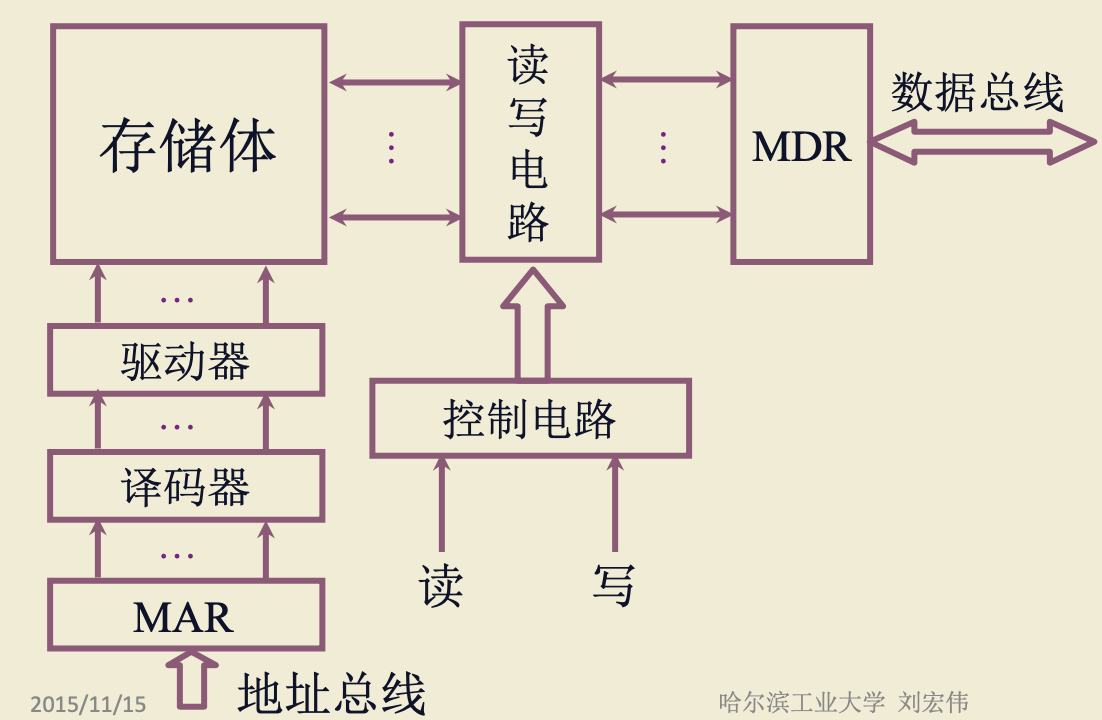 存储体
读
写
电
路
MDR
数据总线
…
…
…
驱动器
…
译码器
…
MAR
地址总线
控制电路
读
写
2015/11/15
哈尔滨工业大学 刘宏伟